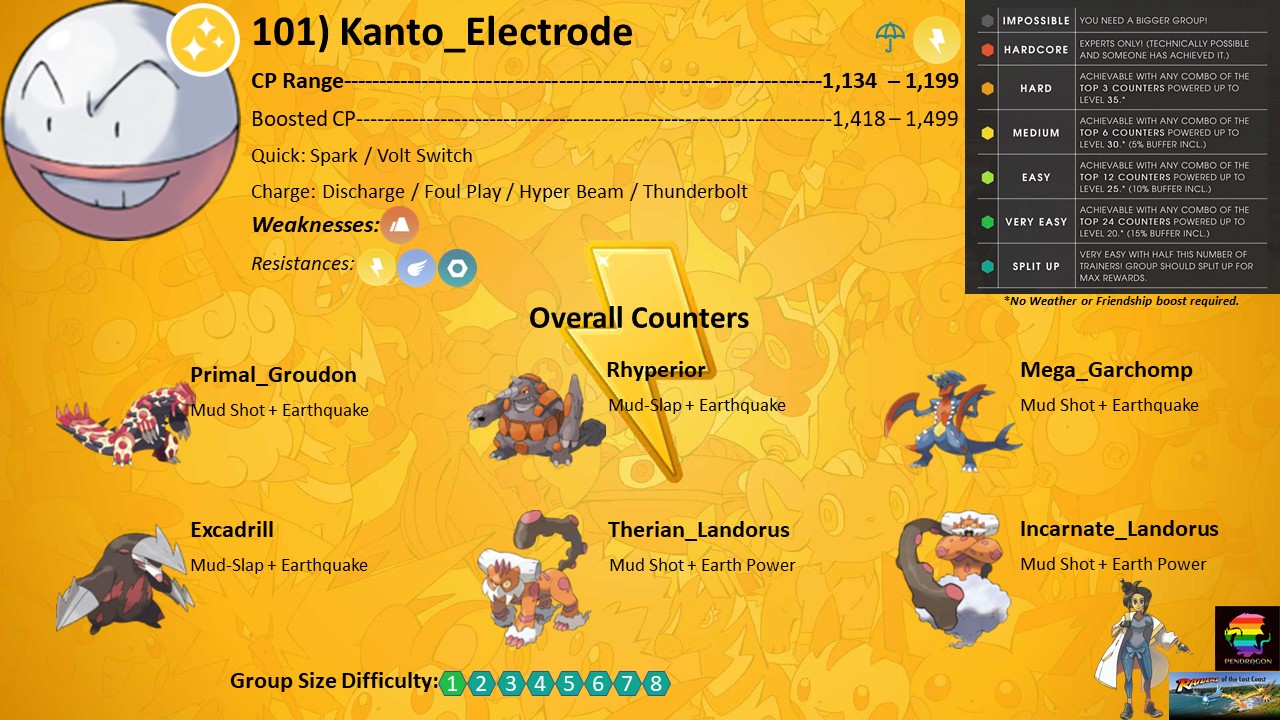 101) Kanto_Electrode
CP Range--------------------------------------------------------------------1,134 – 1,199
Boosted CP--------------------------------------------------------------------1,418 – 1,499
Quick: Spark / Volt Switch
Charge: Discharge / Foul Play / Hyper Beam / Thunderbolt
Weaknesses:
Resistances:
IMPOSSIBLE YOU NEED A BIGGER GROUP!
HARDCORE EXPERTS ONLY! (TECHNICALLY POSSIBLE
AND SOMEONE HAS ACHIEVED IT.)
HARD ACHIEVABLE WITH ANY COMBO OF THE
TOP 3 COUNTERS POWERED UP TO
LEVEL 35.*
MEDIUM ACHIEVABLE WITH ANY COMBO OF THE
TOP 6 COUNTERS POWERED UP TO
LEVEL 30.* (5% BUFFER INCL.)
EASY ACHIEVABLE WITH ANY COMBO OF THE
TOP 12 COUNTERS POWERED UP TO
LEVEL 25.* (10% BUFFER INCL.)
VERY EASY ACHIEVABLE WITH ANY COMBO OF THE
TOP 24 COUNTERS POWERED UP TO
LEVEL 20.* (15% BUFFER INCL.)
SPLIT UP VERY EASY WITH HALF THIS NUMBER OF
TRAINERS! GROUP SHOULD SPLIT UP FOR
MAX REWARDS.
*No Weather or Friendship boost required.
Overall Counters
Primal_Groudon
Mud Shot + Earthquake
Rhyperior
Mud-Slap + Earthquake
Mega_Garchomp
Mud Shot + Earthquake
Excadrill
Mud-Slap + Earthquake
Therian_Landorus
Mud Shot + Earth Power
Incarnate_Landorus
Mud Shot + Earth Power
Group Size Difficulty: 1 2 3 4 5 6 7 8
PENDRAGON
RAIDERS of the Lost Coast